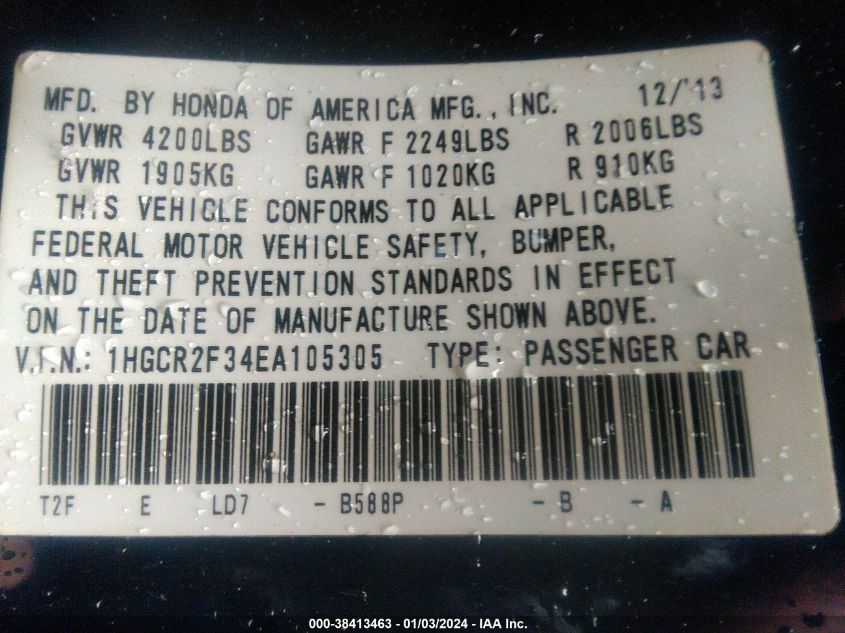 MFD. BY HONDA OF AMERICA MFG., INC. 12/'13
GVWR 4200LBS GAWR F 2249LBS R 2006LBS
GVWR 1905KG GAWR F 1020KG R 910KG
THIS VEHICLE CONFORMS TO ALL APPLICABLE
FEDERAL MOTOR VEHICLE SAFETY, BUMPER,
AND THEFT PREVENTION STANDARDS IN EFFECT
ON THE DATE OF MANUFACTURE SHOWN ABOVE.
V.I.N.: 1HGCR2F34EA105305 TYPE: PASSENGER CAR
T2F E LD7 - B588P - B - A
000-38413463 - 01/03/2024 - IAA Inc.